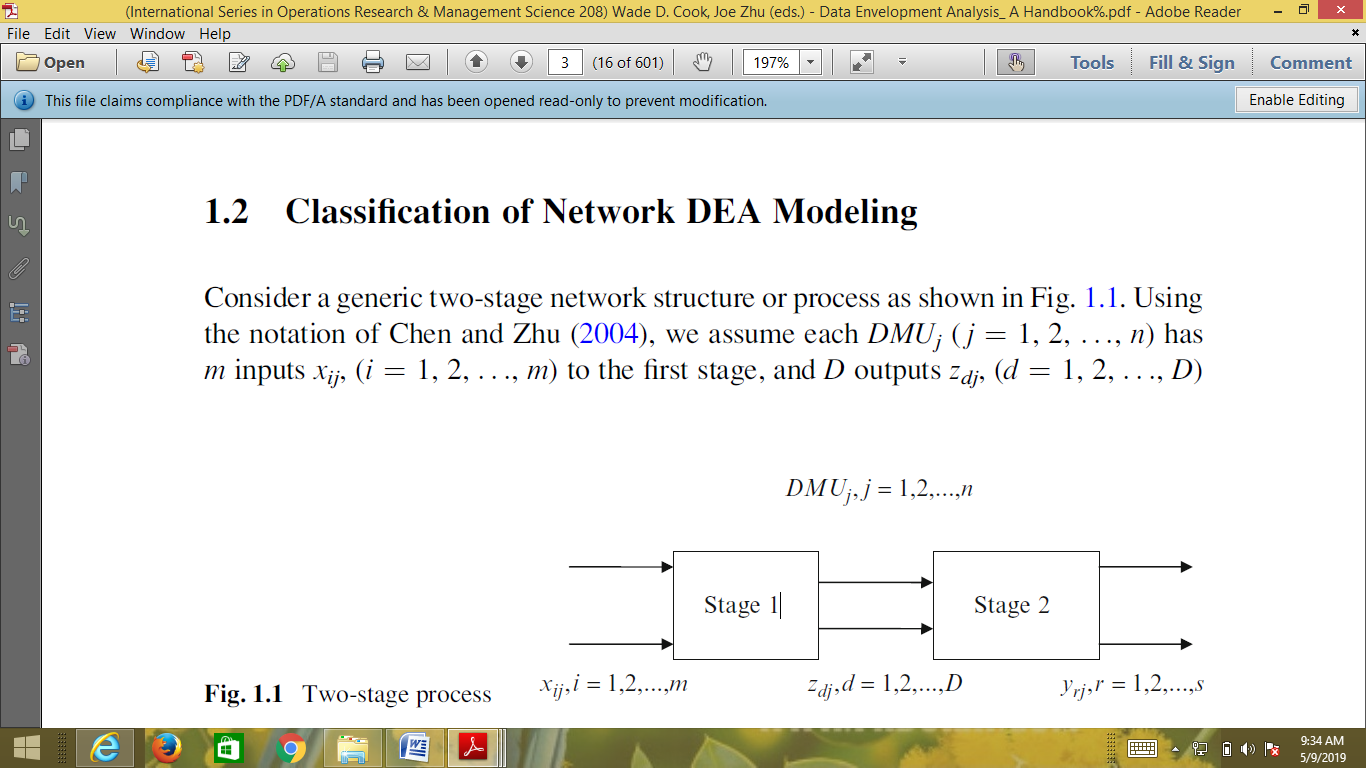 (International Series in Operations Research & Management Science 208) Wade D. Cook, Joe Zhu (eds.) - Data Envelopment Analysis_ A Handbook%.pdf - Adobe Reader
File Edit View Window Help
Open 3 (16 of 601) 197% Tools Fill & Sign Comment
This file claims compliance with the PDF/A standard and has been opened read-only to prevent modification. Enable Editing
1.2 Classification of Network DEA Modeling
Consider a generic two-stage network structure or process as shown in Fig. 1.1. Using
the notation of Chen and Zhu (2004), we assume each DMUj (j = 1, 2, ..., n) has
m inputs xij, (i = 1, 2, ..., m) to the first stage, and D outputs zdj, (d = 1, 2, ..., D)
DMUj, j = 1,2,...,n
Stage 1 Stage 2
xij, i = 1,2,...,m zdj, d = 1,2,...,D yrj, r = 1,2,...,s
Fig. 1.1 Two-stage process
9:34 AM
5/9/2019